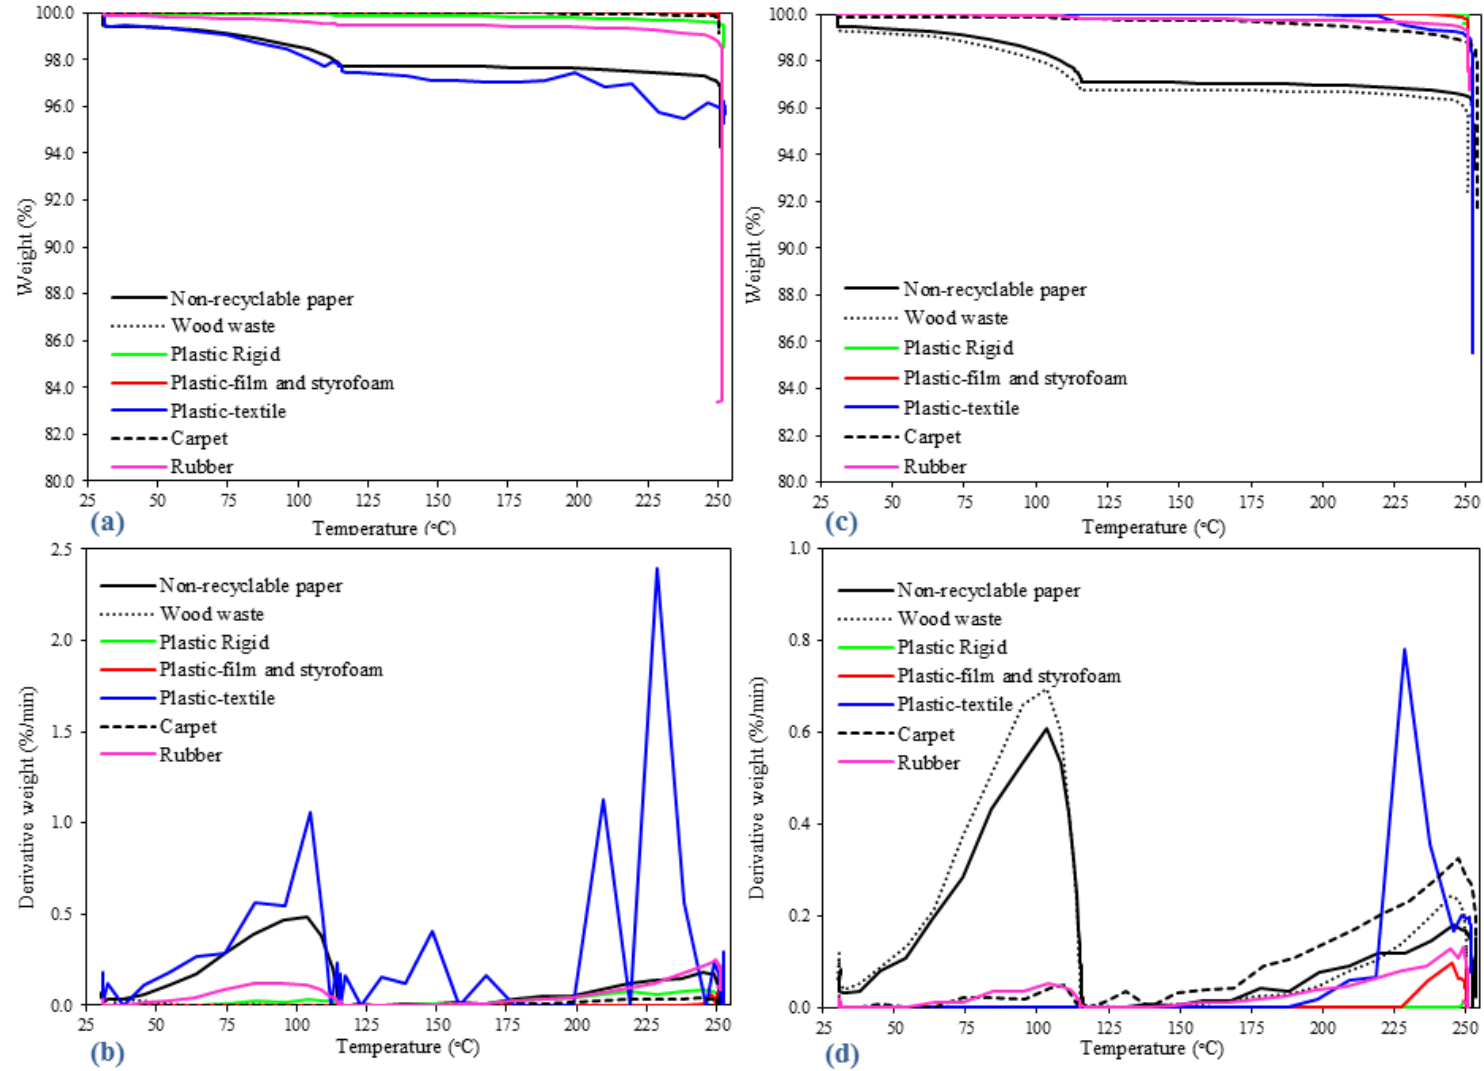 100.0
98.0
96.0
94.0
92.0
90.0
88.0
86.0
84.0
82.0
80.0
Weight (%)
Non-recyclable paper
Wood waste
Plastic Rigid
Plastic-film and styrofoam
Plastic-textile
Carpet
Rubber
25 50 75 100 125 150 175 200 225 250
(a)
Temperature (°C)
100.0
98.0
96.0
94.0
92.0
90.0
88.0
86.0
84.0
82.0
80.0
Weight (%)
Non-recyclable paper
Wood waste
Plastic Rigid
Plastic-film and styrofoam
Plastic-textile
Carpet
Rubber
25 50 75 100 125 150 175 200 225 250
(c)
Temperature (°C)
2.5
2.0
1.5
1.0
0.5
0.0
Derivative weight (%/min)
Non-recyclable paper
Wood waste
Plastic Rigid
Plastic-film and styrofoam
Plastic-textile
Carpet
Rubber
25 50 75 100 125 150 175 200 225 250
(b)
Temperature (°C)
1.0
0.8
0.6
0.4
0.2
0.0
Derivative weight (%/min)
Non-recyclable paper
Wood waste
Plastic Rigid
Plastic-film and styrofoam
Plastic-textile
Carpet
Rubber
25 50 75 100 125 150 175 200 225 250
(d)
Temperature (°C)